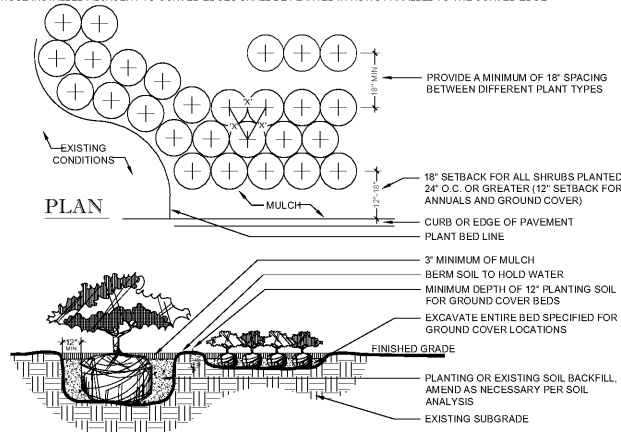 PROVIDE A MINIMUM OF 18" SPACING
BETWEEN DIFFERENT PLANT TYPES
18" MIN.
'X'
'X' 'X'
EXISTING
CONDITIONS
18" SETBACK FOR ALL SHRUBS PLANTED
24" O.C. OR GREATER (12" SETBACK FOR
ANNUALS AND GROUND COVER)
12"-18"
MULCH
PLAN
CURB OR EDGE OF PAVEMENT
PLANT BED LINE
3" MINIMUM OF MULCH
BERM SOIL TO HOLD WATER
MINIMUM DEPTH OF 12" PLANTING SOIL
FOR GROUND COVER BEDS
EXCAVATE ENTIRE BED SPECIFIED FOR
GROUND COVER LOCATIONS
12"
MIN.
FINISHED GRADE
PLANTING OR EXISTING SOIL BACKFILL,
AMEND AS NECESSARY PER SOIL
ANALYSIS
EXISTING SUBGRADE